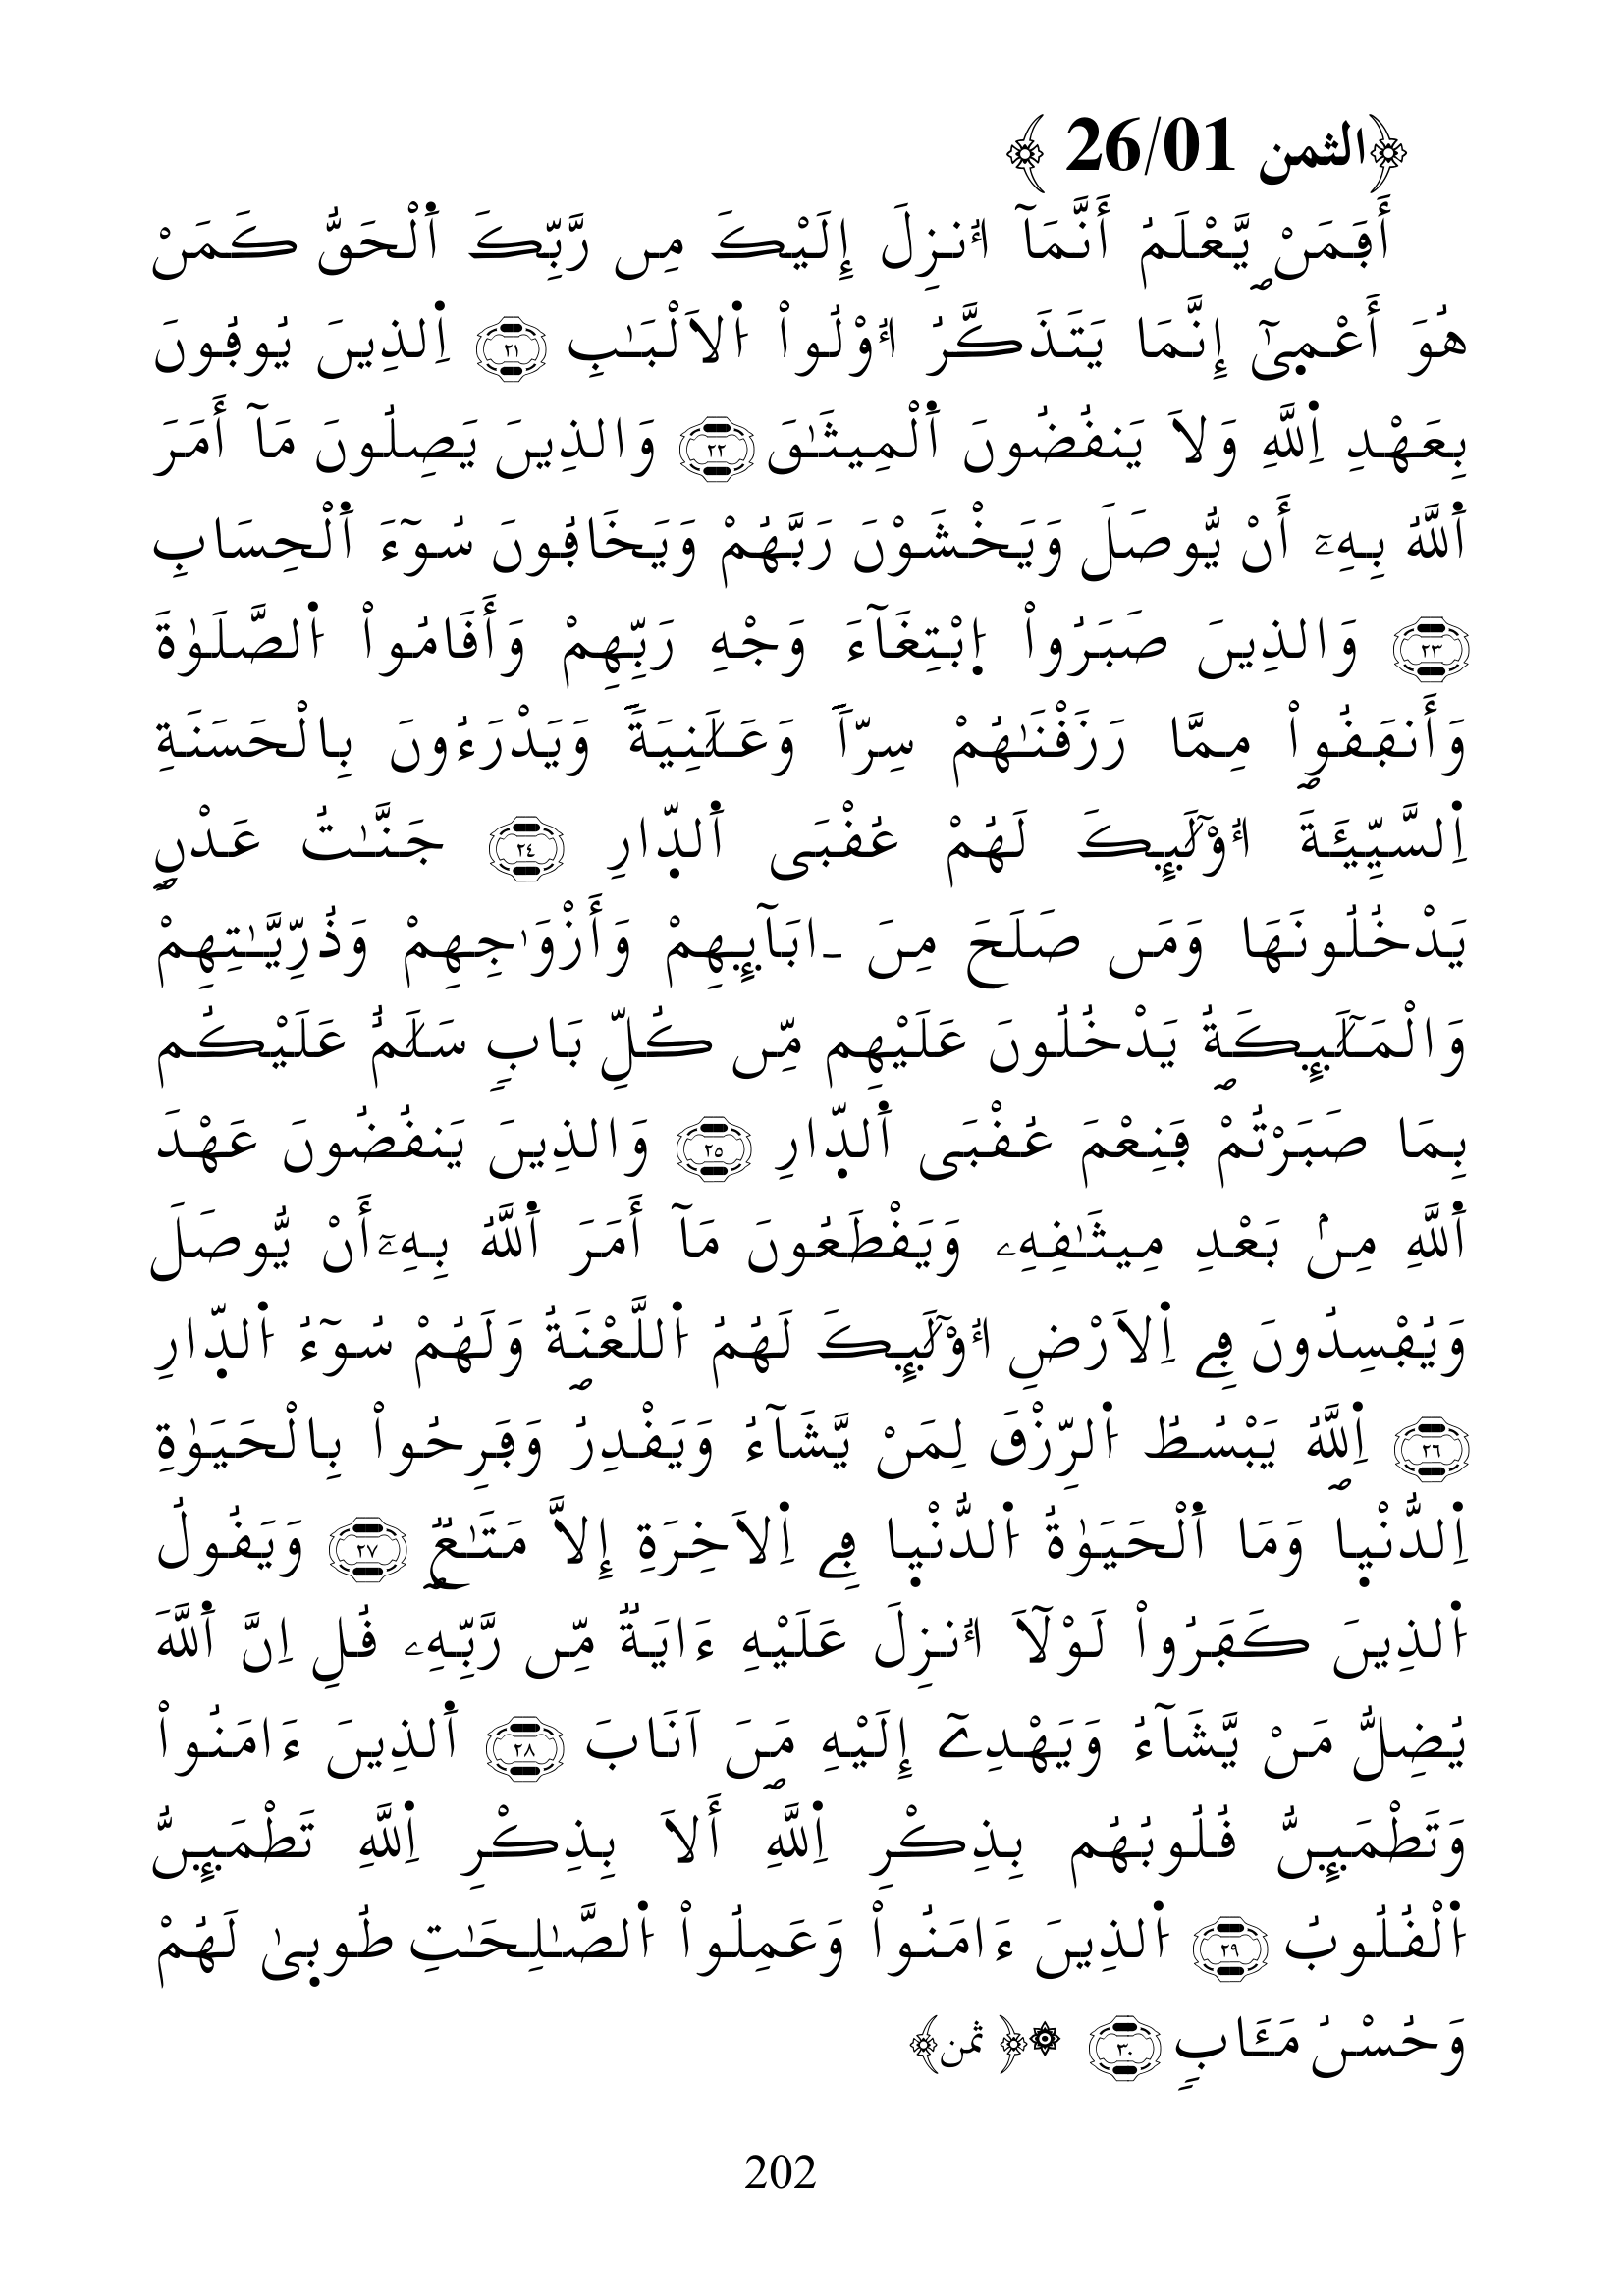 ﴿الثمن 26/01 ﴾
أَفَمَنْ يَّعْلَمُ أَنَّمَآ أُنزِلَ إِلَيْكَ مِن رَّبِّكَ اَ۬لْحَقُّ كَمَنْ
هُوَ أَعْم۪ىٰٓ إِنَّمَا يَتَذَكَّرُ أُوْلُواْ اُ۬لَالْبَٰبِ ٢١ اِ۬لذِينَ يُوفُونَ
بِعَهْدِ اِ۬للَّهِ وَلَا يَنقُضُونَ اَ۬لْمِيثَٰقَ ٢٢ وَالذِينَ يَصِلُونَ مَآ أَمَرَ
اَ۬للَّهُ بِهِۦٓ أَنْ يُّوصَلَ وَيَخْشَوْنَ رَبَّهُمْ وَيَخَافُونَ سُوٓءَ اَ۬لْحِسَابِ
٢٣ وَالذِينَ صَبَرُواْ اُ۪بْتِغَآءَ وَجْهِ رَبِّهِمْ وَأَقَامُواْ اُ۬لصَّلَوٰةَ
وَأَنفَقُواْ مِمَّا رَزَقْنَٰهُمْ سِرّاٗ وَعَلَٰنِيَةٗ وَيَدْرَءُونَ بِالْحَسَنَةِ
اِ۬لسَّيِّئَةَ أُوْلَٰٓئِكَ لَهُمْ عُقْبَى اَ۬لدّ۪ارِ ٢٤ جَنَّٰتُ عَدْنٖ
يَدْخُلُونَهَا وَمَن صَلَحَ مِنَ ـابَآئِهِمْ وَأَزْوَٰجِهِمْ وَذُرِّيَّٰتِهِمْ
وَالْمَلَٰٓئِكَةُ يَدْخُلُونَ عَلَيْهِم مِّن كُلِّ بَابٖ سَلَٰمٌ عَلَيْكُم
بِمَا صَبَرْتُمْ فَنِعْمَ عُقْبَى اَ۬لدّ۪ارِ ٢٥ وَالذِينَ يَنقُضُونَ عَهْدَ
اَ۬للَّهِ مِنۢ بَعْدِ مِيثَٰقِهِۦ وَيَقْطَعُونَ مَآ أَمَرَ اَ۬للَّهُ بِهِۦٓ أَنْ يُّوصَلَ
وَيُفْسِدُونَ فِے اِ۬لَارْضِ أُوْلَٰٓئِكَ لَهُمُ اُ۬للَّعْنَةُ وَلَهُمْ سُوٓءُ اُ۬لدّ۪ارِ
٢٦ اِ۬للَّهُ يَبْسُطُ اُ۬لرِّزْقَ لِمَنْ يَّشَآءُ وَيَقْدِرُ وَفَرِحُواْ بِالْحَيَوٰةِ
اِ۬لدُّنْي۪ا وَمَا اَ۬لْحَيَوٰةُ اُ۬لدُّنْي۪ا فِے اِ۬لَاخِرَةِ إِلَّا مَتَٰعٞ ٢٧ وَيَقُولُ
اُ۬لذِينَ كَفَرُواْ لَوْلَآ أُنزِلَ عَلَيْهِ ءَايَةٞ مِّن رَّبِّهِۦ قُلِ اِنَّ اَ۬للَّهَ
يُضِلُّ مَنْ يَّشَآءُ وَيَهْدِےٓ إِلَيْهِ مَنَ اَنَابَ ٢٨ اَ۬لذِينَ ءَامَنُواْ
وَتَطْمَئِنُّ قُلُوبُهُم بِذِكْرِ اِ۬للَّهِ أَلَا بِذِكْرِ اِ۬للَّهِ تَطْمَئِنُّ
اُ۬لْقُلُوبُ ٢٩ اُ۬لذِينَ ءَامَنُواْ وَعَمِلُواْ اُ۬لصَّٰلِحَٰتِ طُوب۪ىٰ لَهُمْ
وَحُسْنُ مَـَٔابٖ ٣٠ ۞﴿ ثمن﴾
202